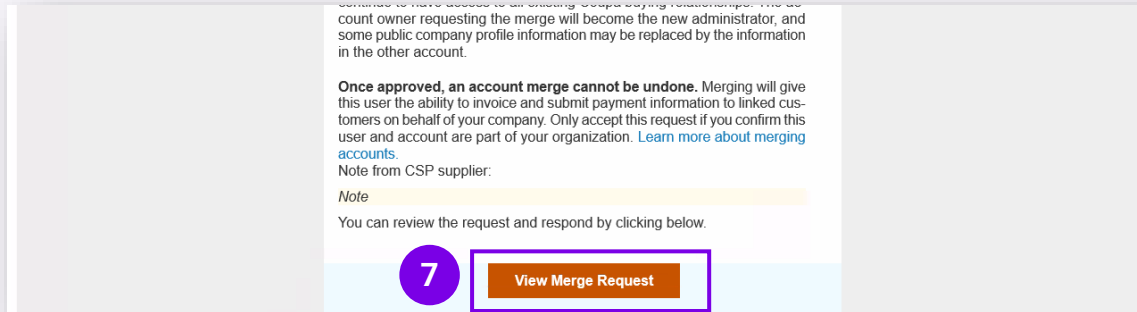 count owner requesting the merge will become the new administrator, and
some public company profile information may be replaced by the information
in the other account.
Once approved, an account merge cannot be undone. Merging will give
this user the ability to invoice and submit payment information to linked cus-
tomers on behalf of your company. Only accept this request if you confirm this
user and account are part of your organization. Learn more about merging
accounts.
Note from CSP supplier:
Note
You can review the request and respond by clicking below.
7
View Merge Request